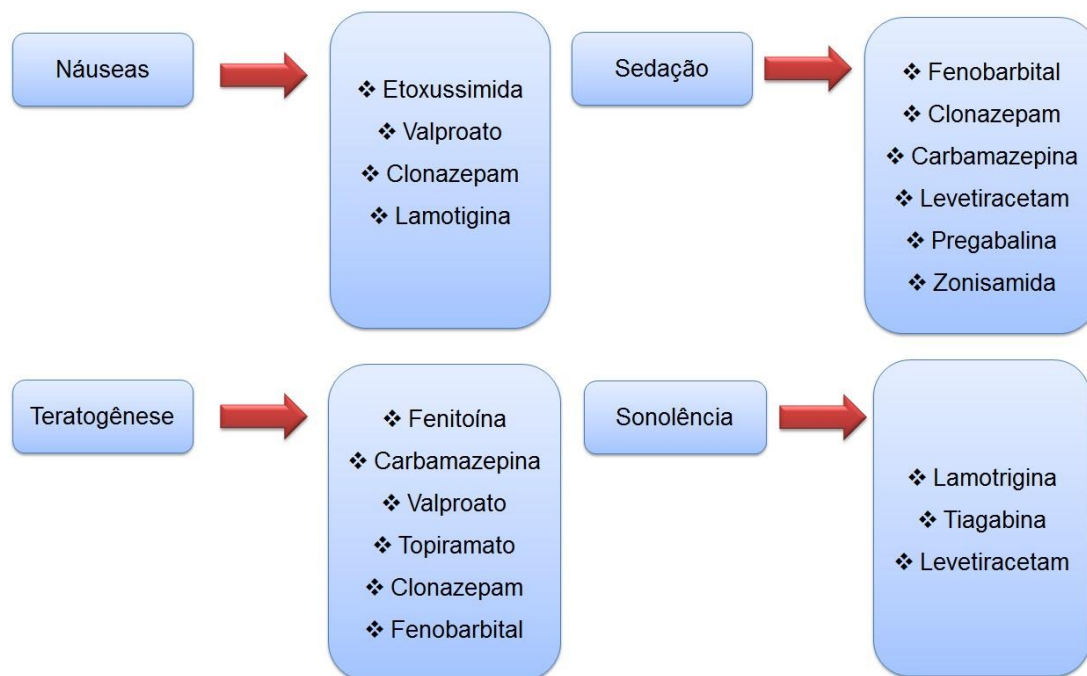 Náuseas
❖ Etoxussimida
❖ Valproato
❖ Clonazepam
❖ Lamotigina
Sedação
❖ Fenobarbital
❖ Clonazepam
❖ Carbamazepina
❖ Levetiracetam
❖ Pregabalina
❖ Zonisamida
Teratogênese
❖ Fenitoína
❖ Carbamazepina
❖ Valproato
❖ Topiramato
❖ Clonazepam
❖ Fenobarbital
Sonolência
❖ Lamotrigina
❖ Tiagabina
❖ Levetiracetam